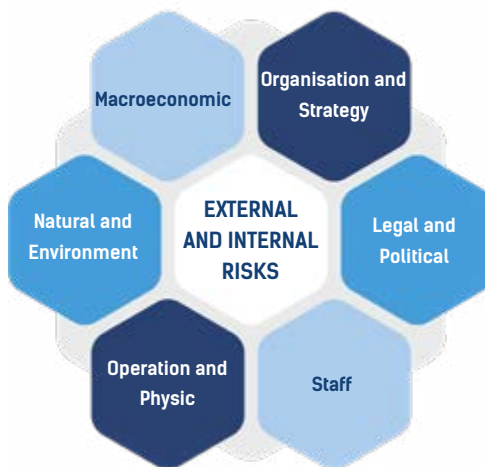 Macroeconomic
Organisation and
Strategy
Natural and
Environment
EXTERNAL
AND INTERNAL
RISKS
Legal and
Political
Operation and
Physic
Staff